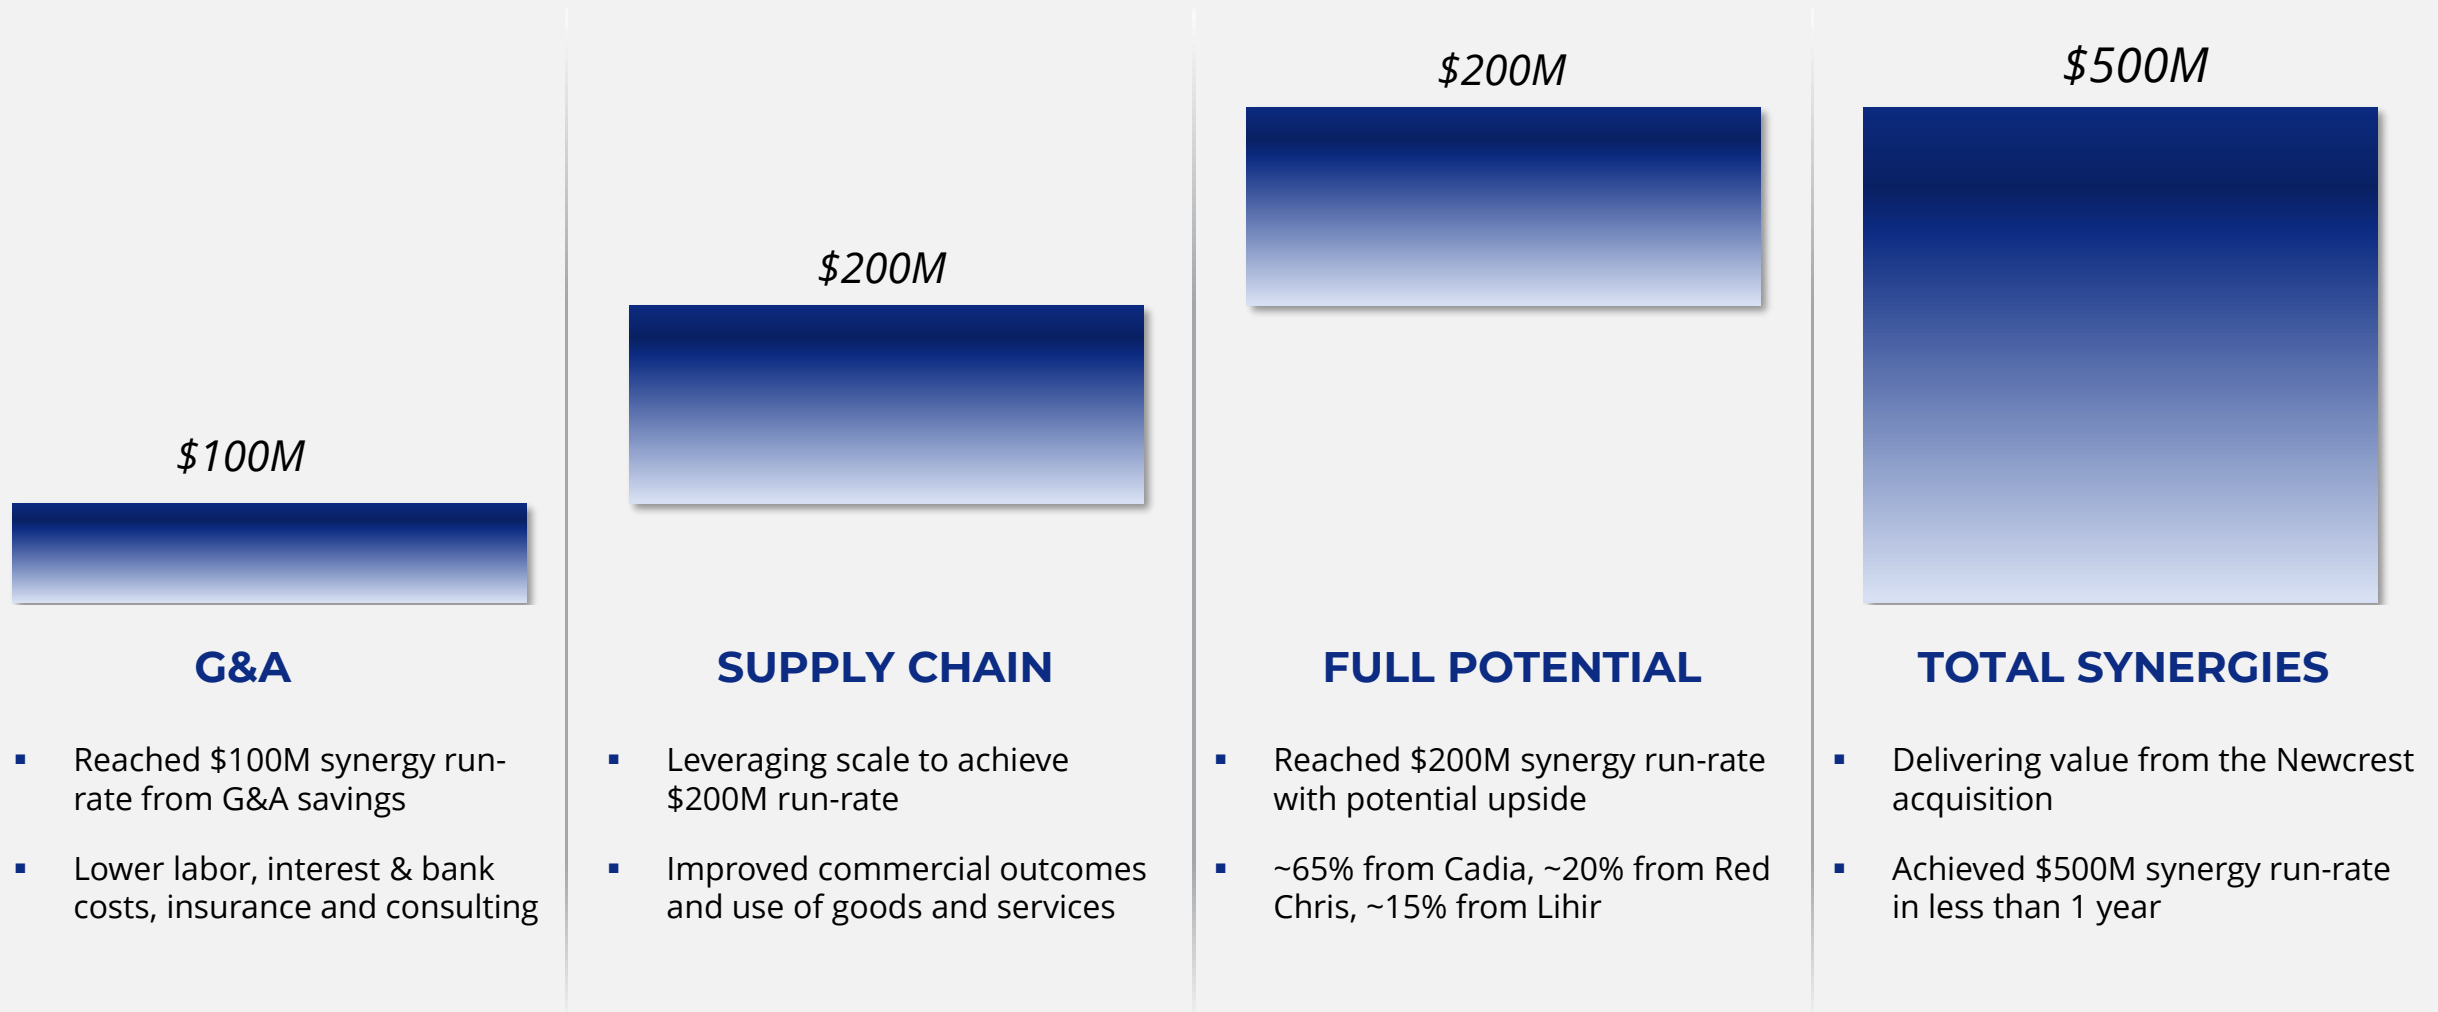 $100M
G&A
▪ Reached $100M synergy run-
rate from G&A savings
▪ Lower labor, interest & bank
costs, insurance and consulting
$200M
SUPPLY CHAIN
▪ Leveraging scale to achieve
$200M run-rate
▪ Improved commercial outcomes
and use of goods and services
$200M
FULL POTENTIAL
▪ Reached $200M synergy run-rate
with potential upside
▪ ~65% from Cadia, ~20% from Red
Chris, ~15% from Lihir
$500M
TOTAL SYNERGIES
▪ Delivering value from the Newcrest
acquisition
▪ Achieved $500M synergy run-rate
in less than 1 year